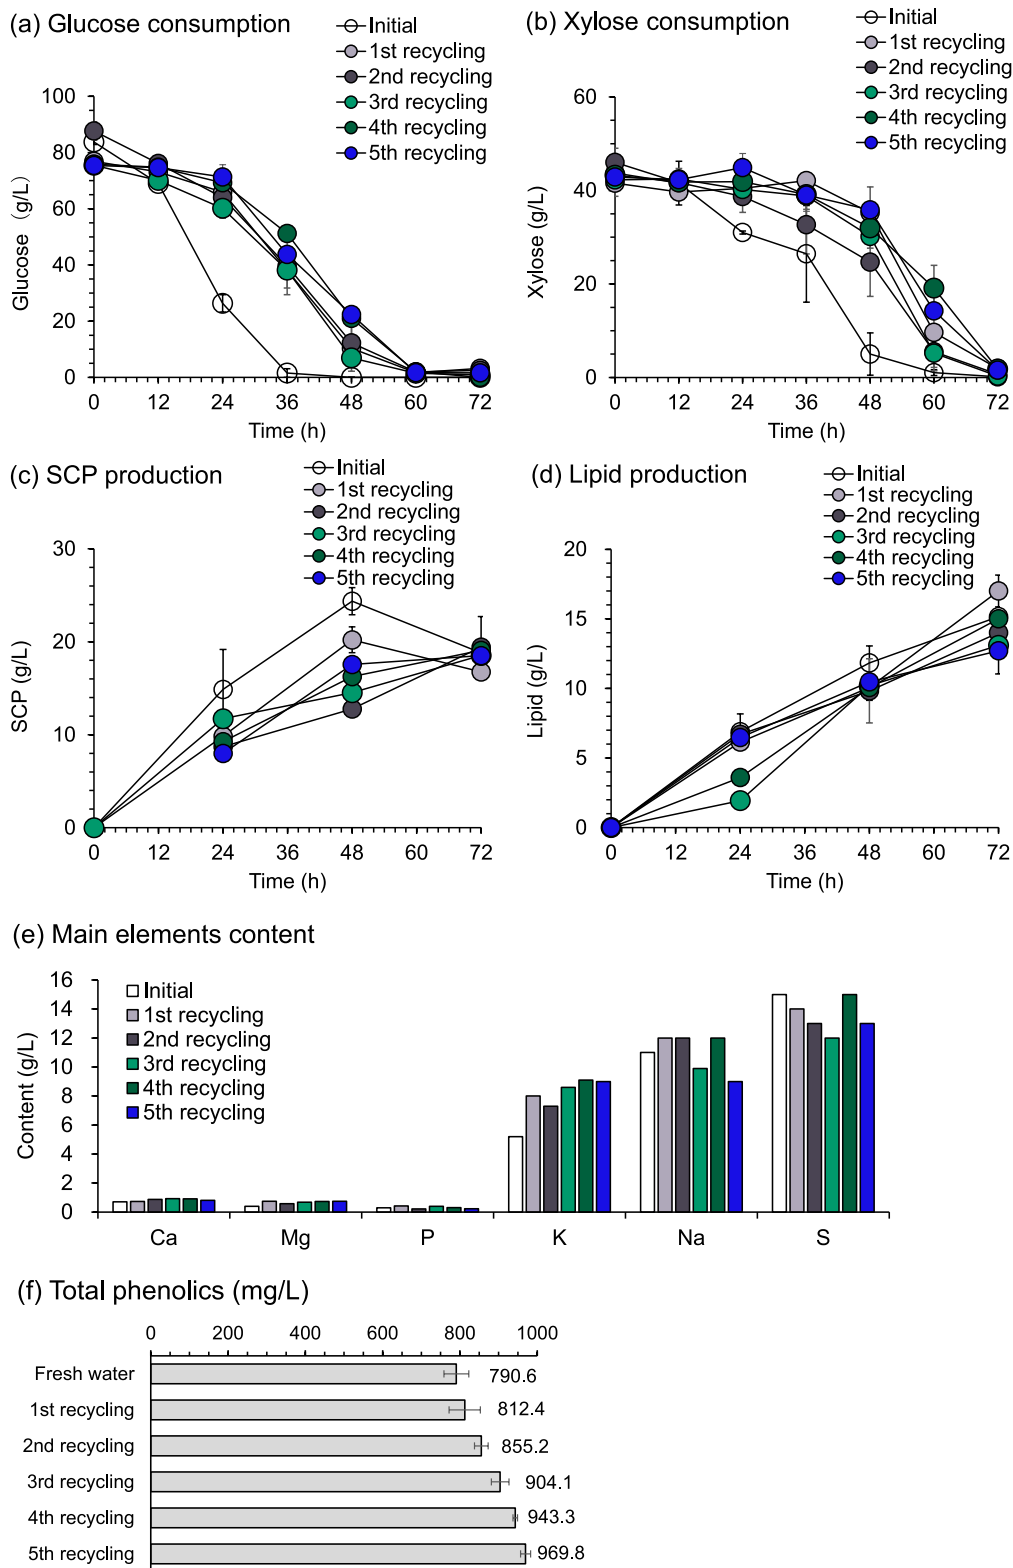 (a) Glucose consumption
Initial
1st recycling
2nd recycling
3rd recycling
4th recycling
5th recycling
Glucose (g/L)
100
80
60
40
20
0
0 12 24 36 48 60 72
Time (h)
(b) Xylose consumption
Initial
1st recycling
2nd recycling
3rd recycling
4th recycling
5th recycling
Xylose (g/L)
60
40
20
0
0 12 24 36 48 60 72
Time (h)
(c) SCP production
Initial
1st recycling
2nd recycling
3rd recycling
4th recycling
5th recycling
SCP (g/L)
30
20
10
0
0 12 24 36 48 60 72
Time (h)
(d) Lipid production
Initial
1st recycling
2nd recycling
3rd recycling
4th recycling
5th recycling
Lipid (g/L)
20
15
10
5
0
0 12 24 36 48 60 72
Time (h)
(e) Main elements content
Content (g/L)
16
14
12
10
8
6
4
2
0
Initial
1st recycling
2nd recycling
3rd recycling
4th recycling
5th recycling
Ca Mg P K Na S
(f) Total phenolics (mg/L)
0 200 400 600 800 1000
Fresh water 790.6
1st recycling 812.4
2nd recycling 855.2
3rd recycling 904.1
4th recycling 943.3
5th recycling 969.8